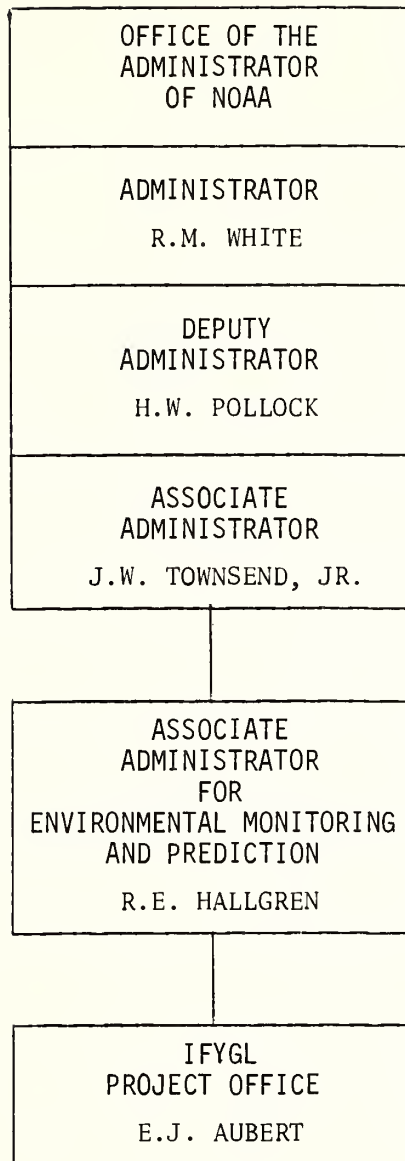 OFFICE OF THE
ADMINISTRATOR
OF NOAA
ADMINISTRATOR
R.M. WHITE
DEPUTY
ADMINISTRATOR
H.W. POLLOCK
ASSOCIATE
ADMINISTRATOR
J.W. TOWNSEND, JR.
ASSOCIATE
ADMINISTRATOR
FOR
ENVIRONMENTAL MONITORING
AND PREDICTION
R.E. HALLGREN
IFYGL
PROJECT OFFICE
E.J. AUBERT